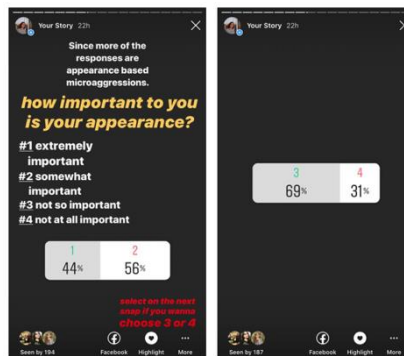 Your Story 22h
Since more of the
responses are
appearance based
microaggressions.
how important to you
is your appearance?
#1 extremely
important
#2 somewhat
important
#3 not so important
#4 not at all important
1 2
44% 56%
select on the next
snap if you wanna
choose 3 or 4
Seen by 194 Facebook Highlight More
Your Story 22h
3 4
69% 31%
Seen by 187 Facebook Highlight More